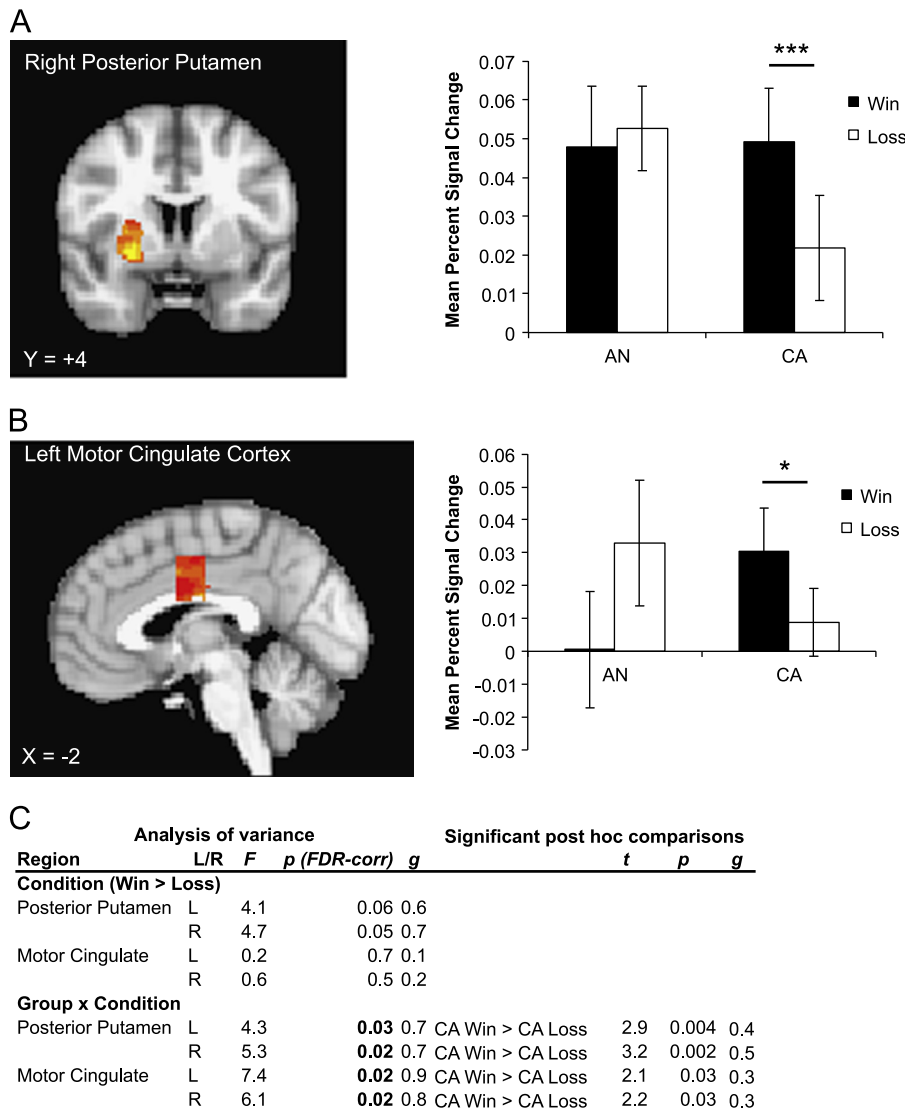 A
Right Posterior Putamen
Y = +4
Mean Percent Signal Change
0.07
0.06
0.05
0.04
0.03
0.02
0.01
0
***
Win
Loss
AN CA
B
Left Motor Cingulate Cortex
X = -2
Mean Percent Signal Change
0.06
0.05
0.04
0.03
0.02
0.01
0
-0.01
-0.02
-0.03
*
Win
Loss
AN CA
C
Analysis of variance Significant post hoc comparisons
Region L/R F p (FDR-corr) g t p g
Condition (Win > Loss)
Posterior Putamen L 4.1 0.06 0.6
R 4.7 0.05 0.7
Motor Cingulate L 0.2 0.7 0.1
R 0.6 0.5 0.2
Group x Condition
Posterior Putamen L 4.3 0.03 0.7 CA Win > CA Loss 2.9 0.004 0.4
R 5.3 0.02 0.7 CA Win > CA Loss 3.2 0.002 0.5
Motor Cingulate L 7.4 0.02 0.9 CA Win > CA Loss 2.1 0.03 0.3
R 6.1 0.02 0.8 CA Win > CA Loss 2.2 0.03 0.3